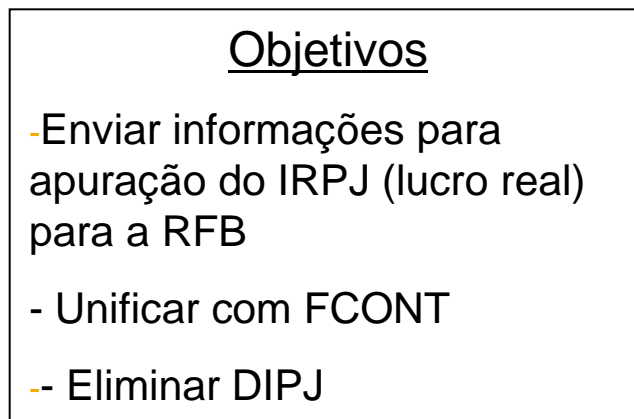 Objetivos
-Enviar informações para
apuração do IRPJ (lucro real)
para a RFB
- Unificar com FCONT
-- Eliminar DIPJ